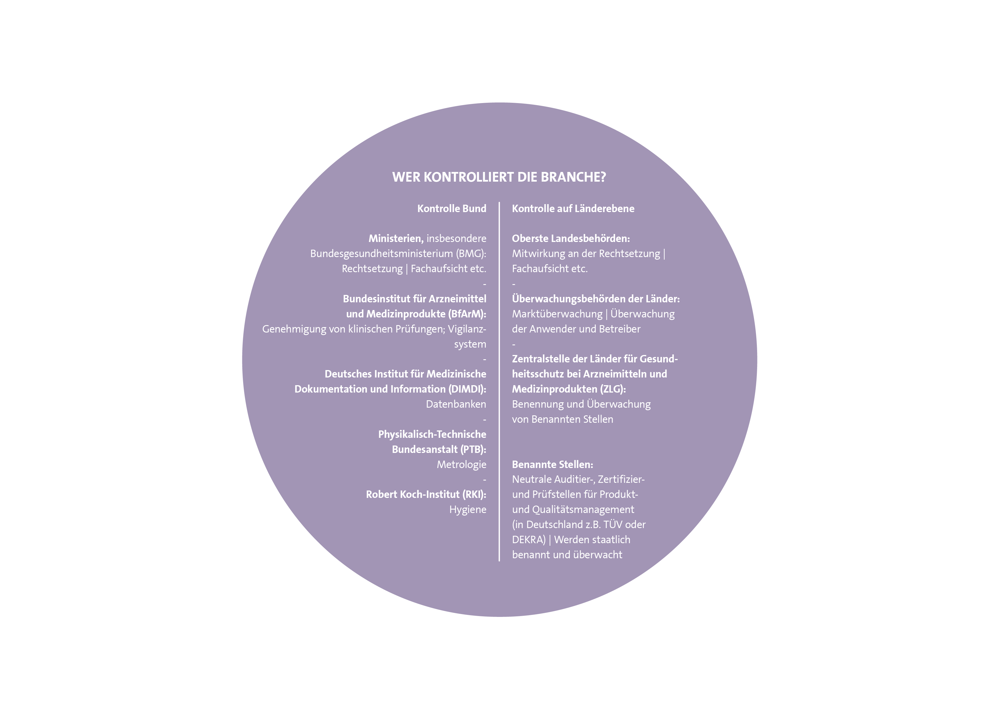 WER KONTROLLIERT DIE BRANCHE?
Kontrolle Bund
Ministerien, insbesondere
Bundesgesundheitsministerium (BMG):
Rechtsetzung | Fachaufsicht etc.
-
Bundesinstitut für Arzneimittel
und Medizinprodukte (BfArM):
Genehmigung von klinischen Prüfungen; Vigilanz-
system
-
Deutsches Institut für Medizinische
Dokumentation und Information (DIMDI):
Datenbanken
-
Physikalisch-Technische
Bundesanstalt (PTB):
Metrologie
-
Robert Koch-Institut (RKI):
Hygiene
Kontrolle auf Länderebene
Oberste Landesbehörden:
Mitwirkung an der Rechtsetzung |
Fachaufsicht etc.
-
Überwachungsbehörden der Länder:
Marktüberwachung | Überwachung
der Anwender und Betreiber
-
Zentralstelle der Länder für Gesund-
heitsschutz bei Arzneimitteln und
Medizinprodukten (ZLG):
Benennung und Überwachung
von Benannten Stellen
Benannte Stellen:
Neutrale Auditier-, Zertifizier-
und Prüfstellen für Produkt-
und Qualitätsmanagement
(in Deutschland z.B. TÜV oder
DEKRA) | Werden staatlich
benannt und überwacht